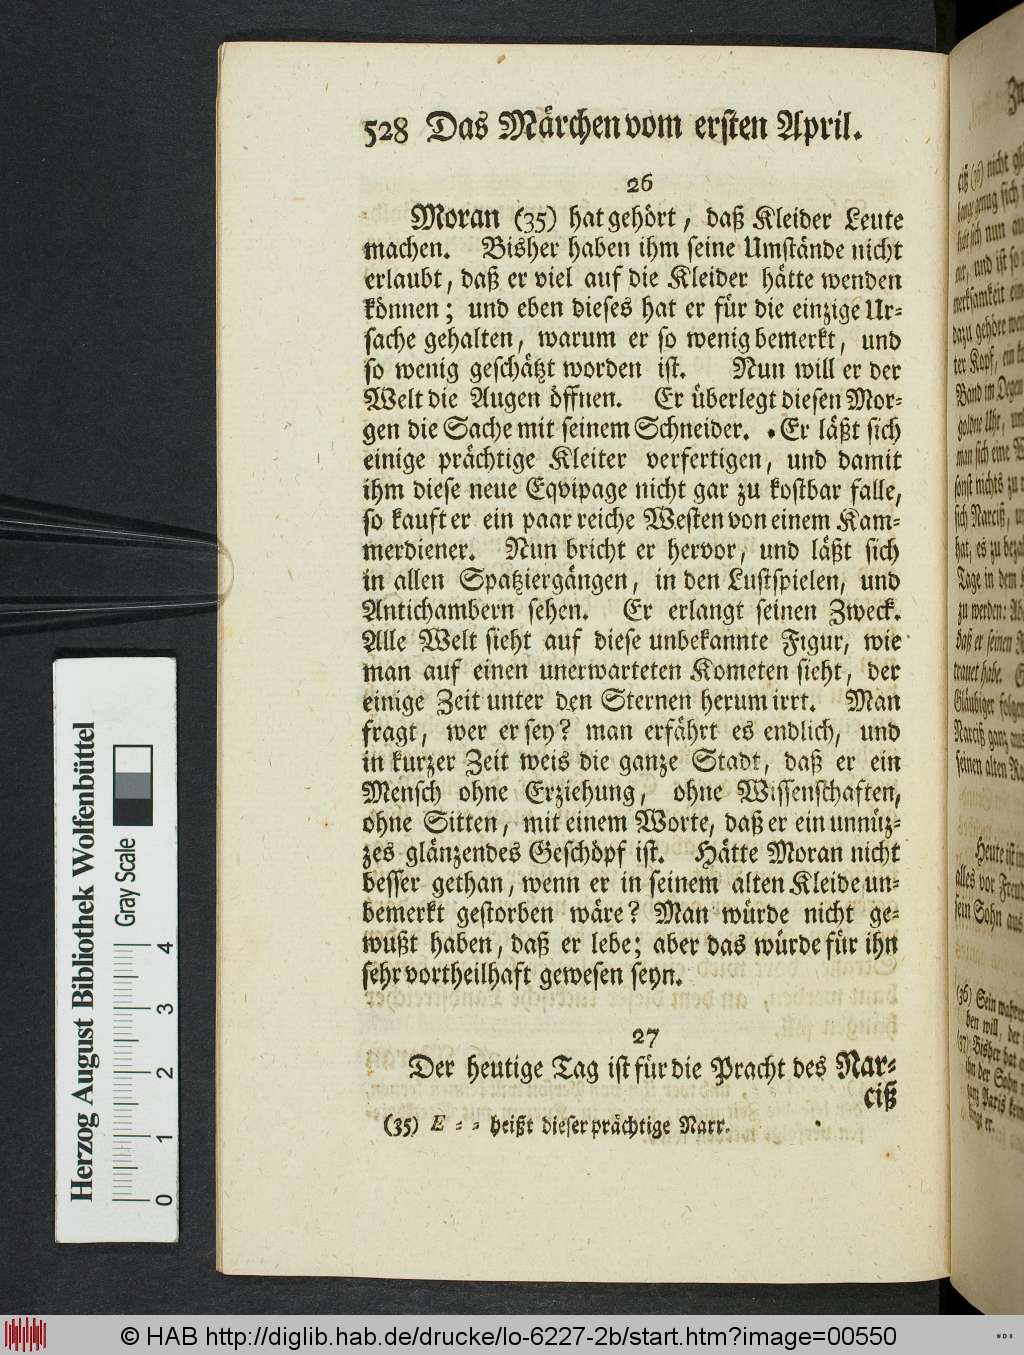 528 Das Märchen vom ersten April.
26
Moran (35) hat gehört, daß Kleider Leute
machen. Bisher haben ihm seine Umstände nicht
erlaubt, daß er viel auf die Kleider hätte wenden
können; und eben dieses hat er für die einzige Ur-
sache gehalten, warum er so wenig bemerkt, und
so wenig geschätzt worden ist. Nun will er der
Welt die Augen öffnen. Er überlegt diesen Mor-
gen die Sache mit seinem Schneider. Er läßt sich
einige prächtige Kleiter verfertigen, und damit
ihm diese neue Eqvipage nicht gar zu kostbar falle,
so kauft er ein paar reiche Westen von einem Kam-
merdiener. Nun bricht er hervor, und läßt sich
in allen Spatziergängen, in den Lustspielen, und
Antichambern sehen. Er erlangt seinen Zweck.
Alle Welt sieht auf diese unbekannte Figur, wie
man auf einen unerwarteten Kometen sieht, der
einige Zeit unter den Sternen herum irrt. Man
fragt, wer er sey? man erfährt es endlich, und
in kurzer Zeit weis die ganze Stadt, daß er ein
Mensch ohne Erziehung, ohne Wissenschaften,
ohne Sitten, mit einem Worte, daß er ein unnüz-
zes glänzendes Geschöpf ist. Hätte Moran nicht
besser gethan, wenn er in seinem alten Kleide un-
bemerkt gestorben wäre? Man würde nicht ge-
wußt haben, daß er lebe; aber das würde für ihn
sehr vortheilhaft gewesen seyn.
27
Der heutige Tag ist für die Pracht des Nar-
ciß
(35) E - - heißt dieser prächtige Narr.
Herzog August Bibliothek Wolfenbüttel
Gray Scale
0 1 2 3 4
© HAB http://diglib.hab.de/drucke/lo-6227-2b/start.htm?image=00550